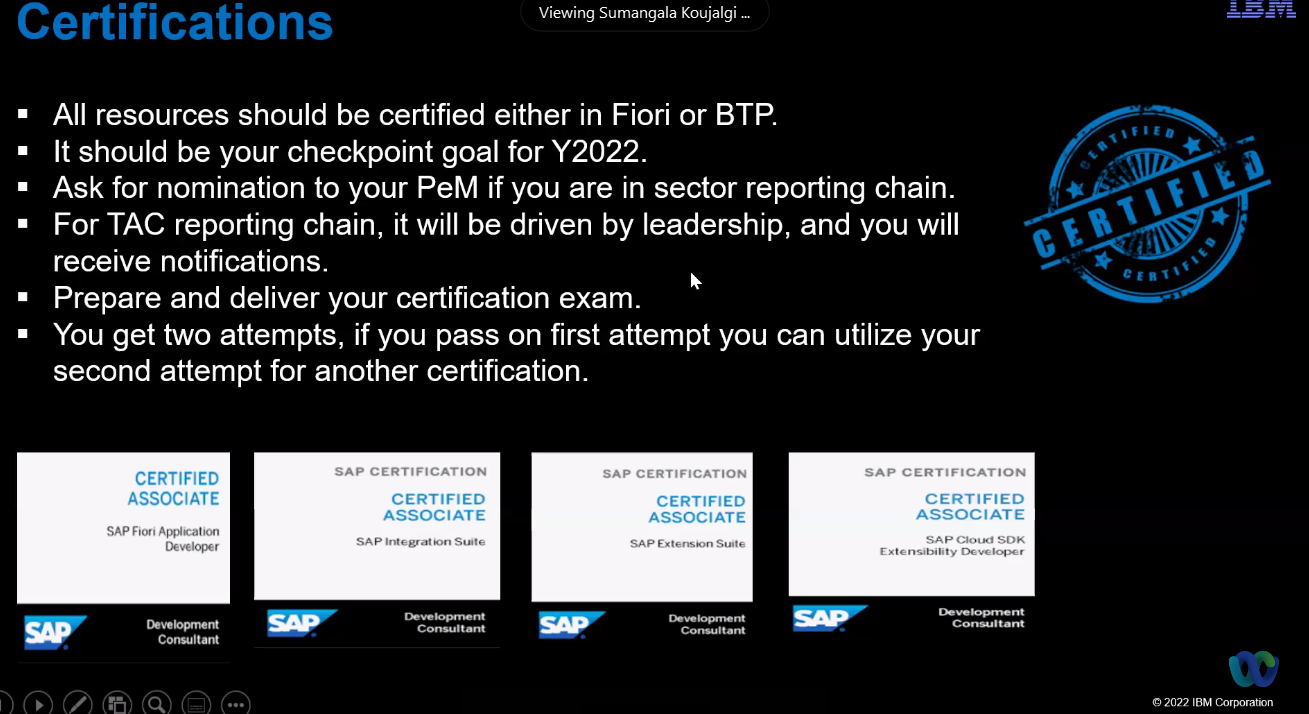 Certifications
Viewing Sumangala Koujalgi ...
IBM
▪ All resources should be certified either in Fiori or BTP.
▪ It should be your checkpoint goal for Y2022.
▪ Ask for nomination to your PeM if you are in sector reporting chain.
▪ For TAC reporting chain, it will be driven by leadership, and you will
receive notifications.
▪ Prepare and deliver your certification exam.
▪ You get two attempts, if you pass on first attempt you can utilize your
second attempt for another certification.
CERTIFIED
CERTIFIED
CERTIFIED
CERTIFIED
ASSOCIATE
SAP Fiori Application
Developer
SAP
Development
Consultant
SAP CERTIFICATION
CERTIFIED
ASSOCIATE
SAP Integration Suite
SAP
Development
Consultant
SAP CERTIFICATION
CERTIFIED
ASSOCIATE
SAP Extension Suite
SAP
Development
Consultant
SAP CERTIFICATION
CERTIFIED
ASSOCIATE
SAP Cloud SDK
Extensibility Developer
SAP
Development
Consultant
© 2022 IBM Corporation